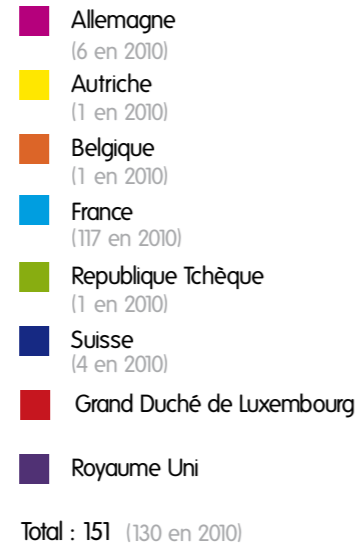 Allemagne
(6 en 2010)
Autriche
(1 en 2010)
Belgique
(1 en 2010)
France
(117 en 2010)
Republique Tchèque
(1 en 2010)
Suisse
(4 en 2010)
Grand Duché de Luxembourg
Royaume Uni
Total : 151 (130 en 2010)